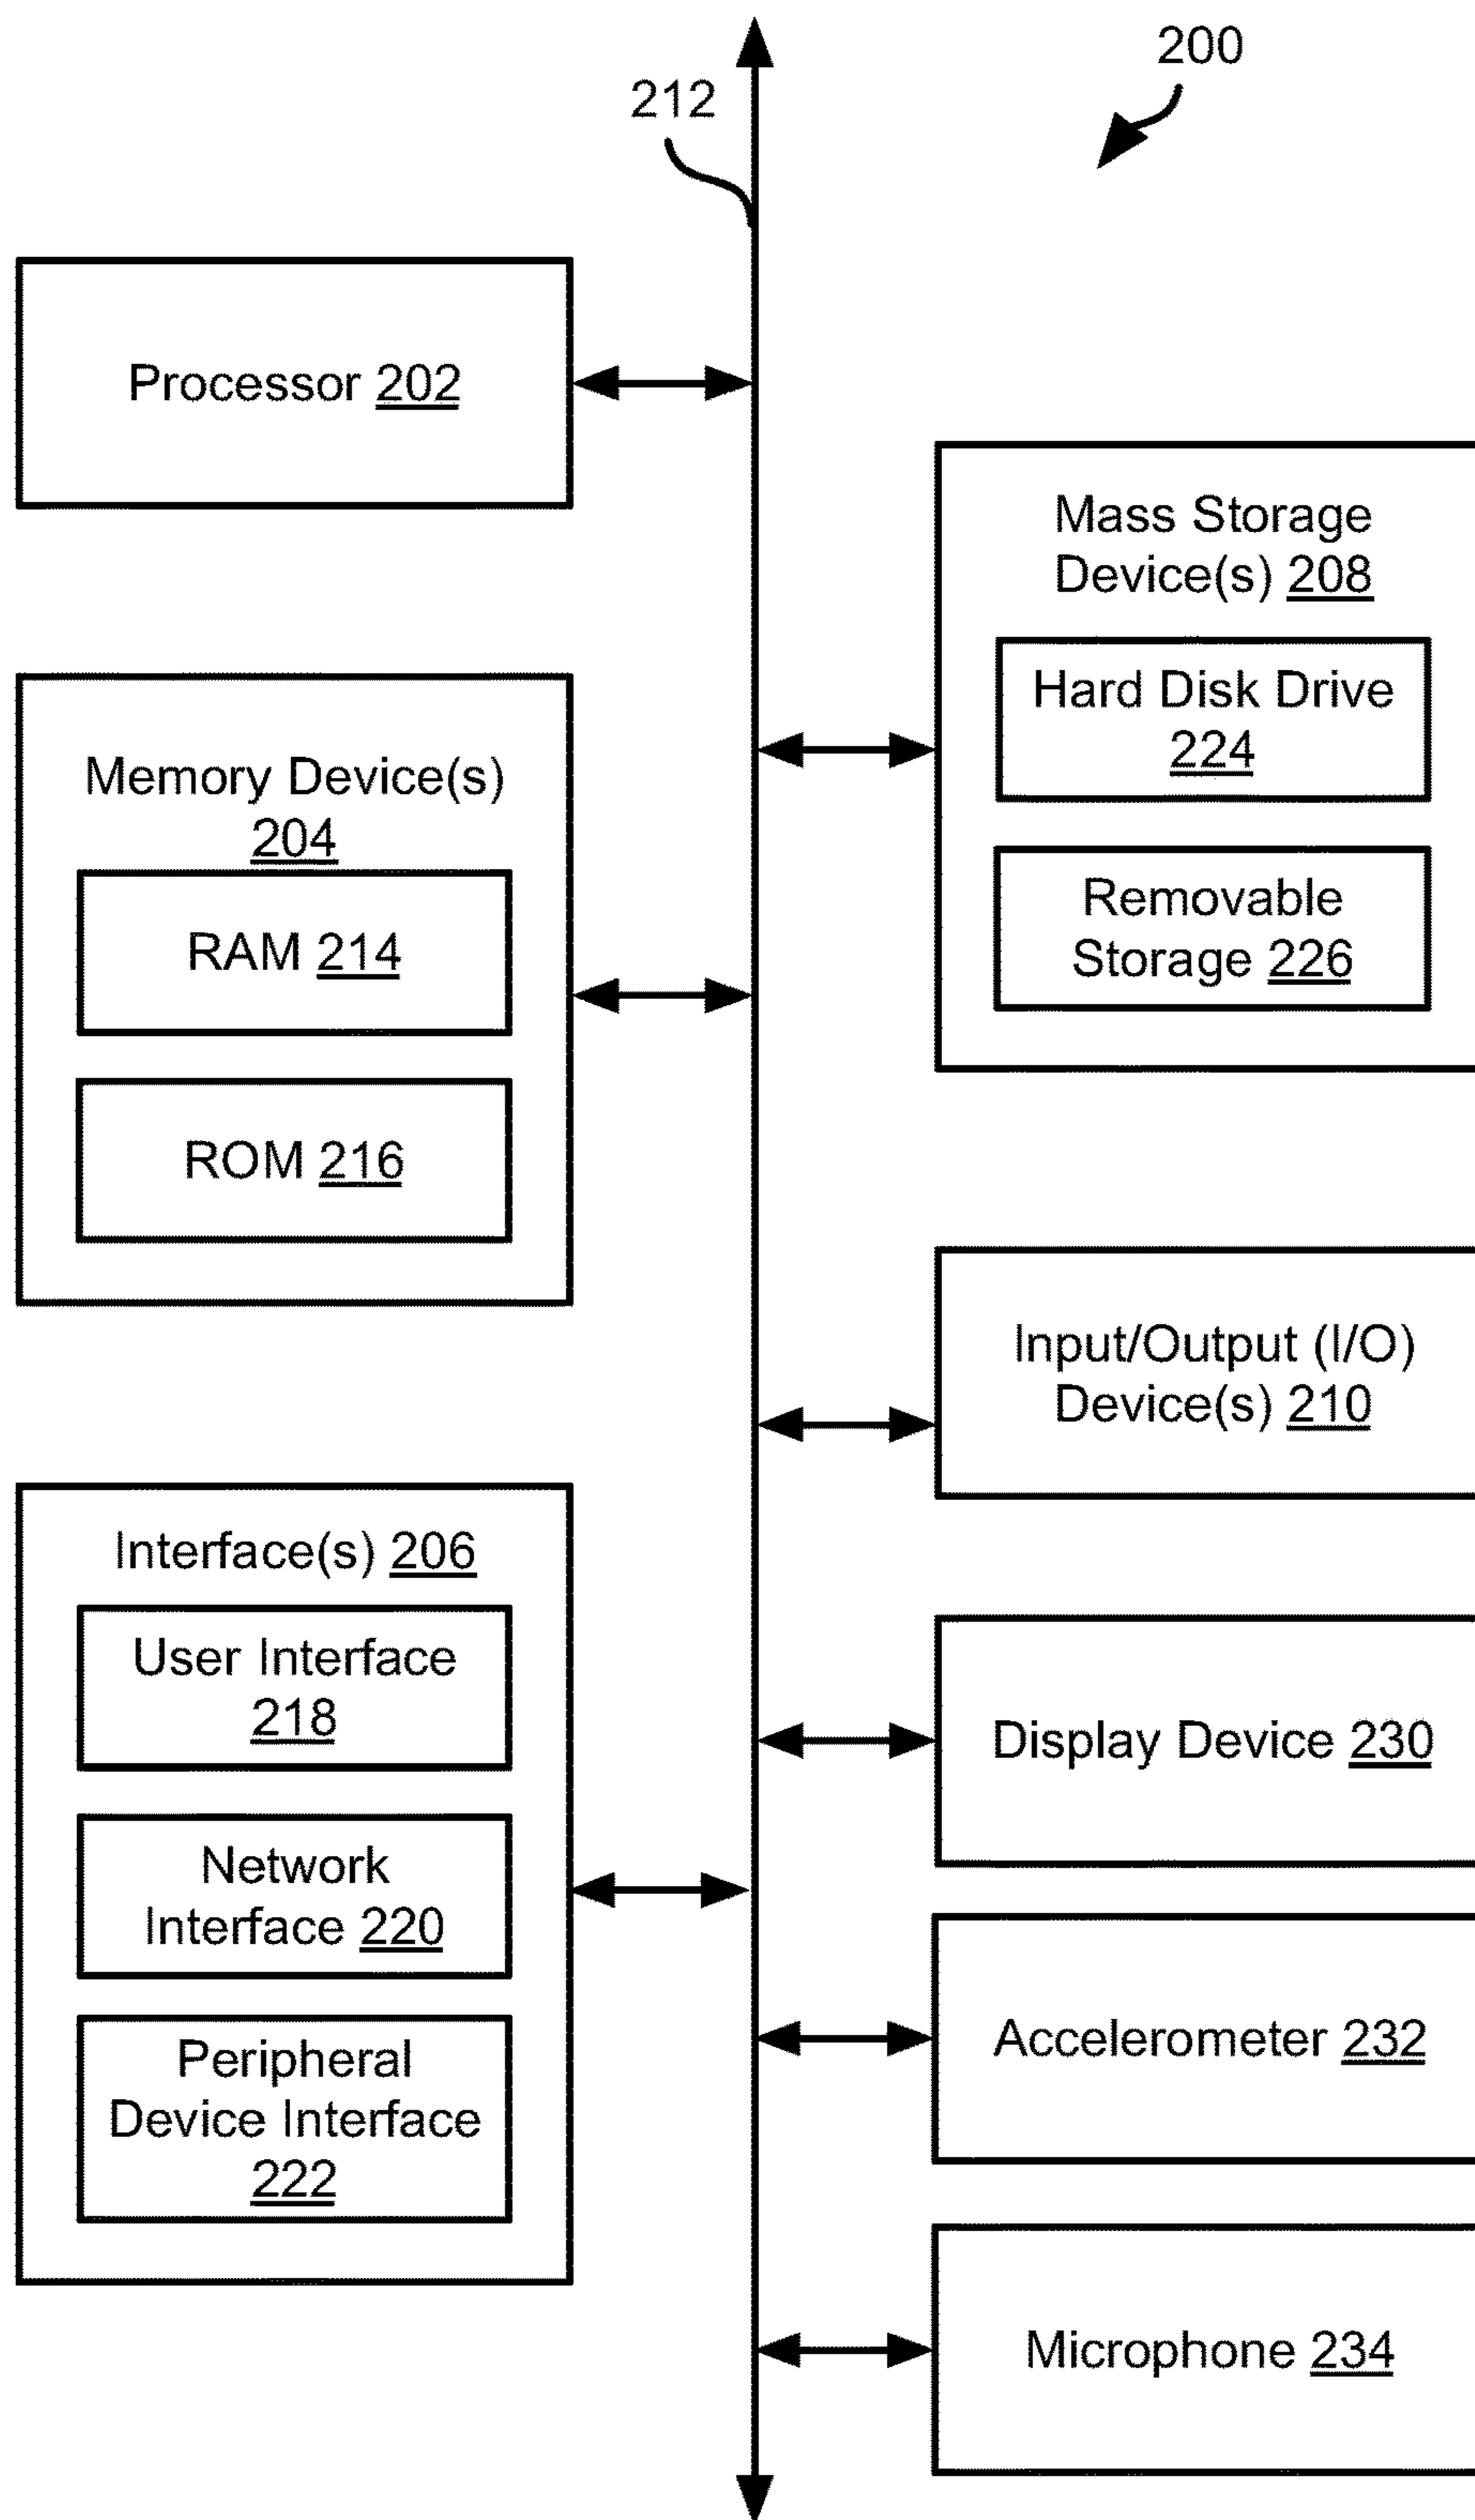 200
212
Processor 202
Memory Device(s)
204
RAM 214
ROM 216
Interface(s) 206
User Interface
218
Network
Interface 220
Peripheral
Device Interface
222
Mass Storage
Device(s) 208
Hard Disk Drive
224
Removable
Storage 226
Input/Output (I/O)
Device(s) 210
Display Device 230
Accelerometer 232
Microphone 234